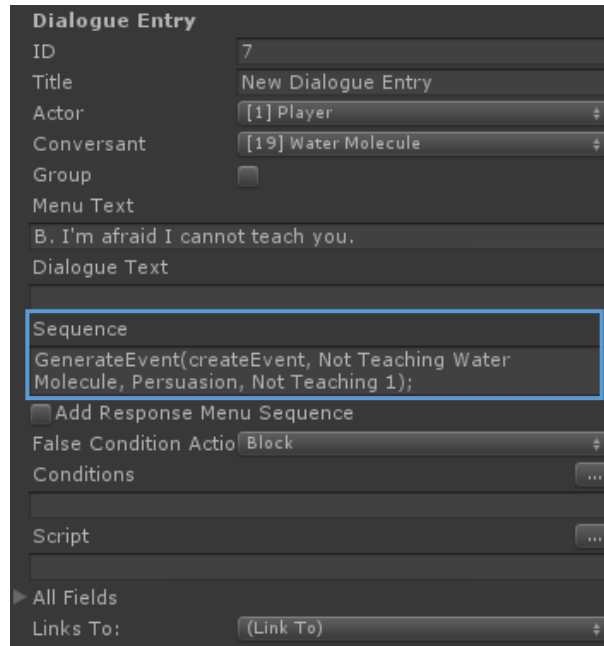 Dialogue Entry
ID 7
Title New Dialogue Entry
Actor [1] Player
Conversant [19] Water Molecule
Group
Menu Text
B. I'm afraid I cannot teach you.
Dialogue Text
Sequence
GenerateEvent(createEvent, Not Teaching Water
Molecule, Persuasion, Not Teaching 1);
Add Response Menu Sequence
False Condition Actio Block
Conditions ...
Script ...
All Fields
Links To: (Link To)